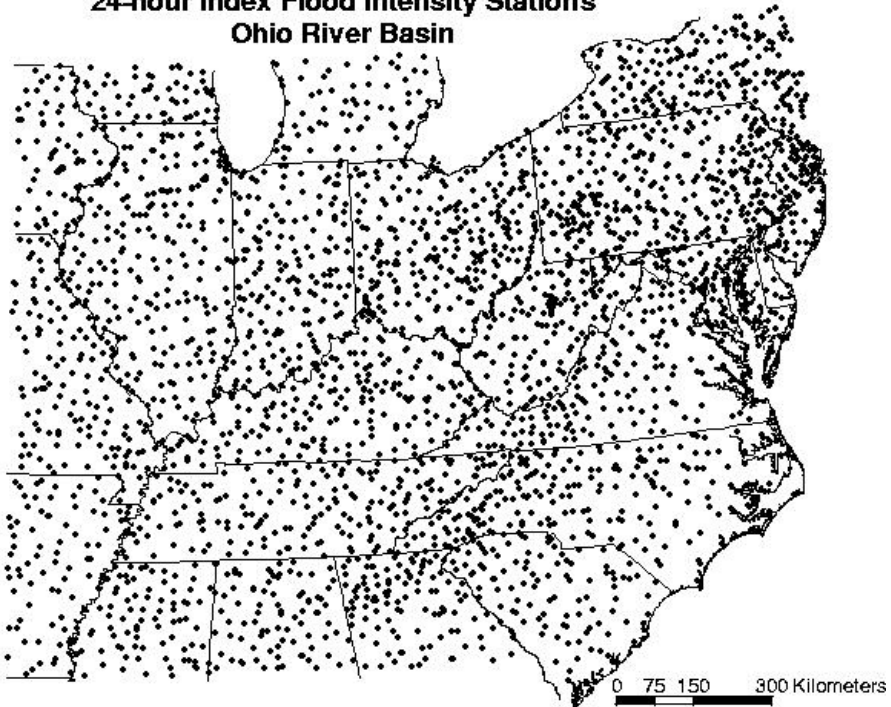 24-hour Index Flood Intensity Stations
Ohio River Basin
0 75 150 300 Kilometers